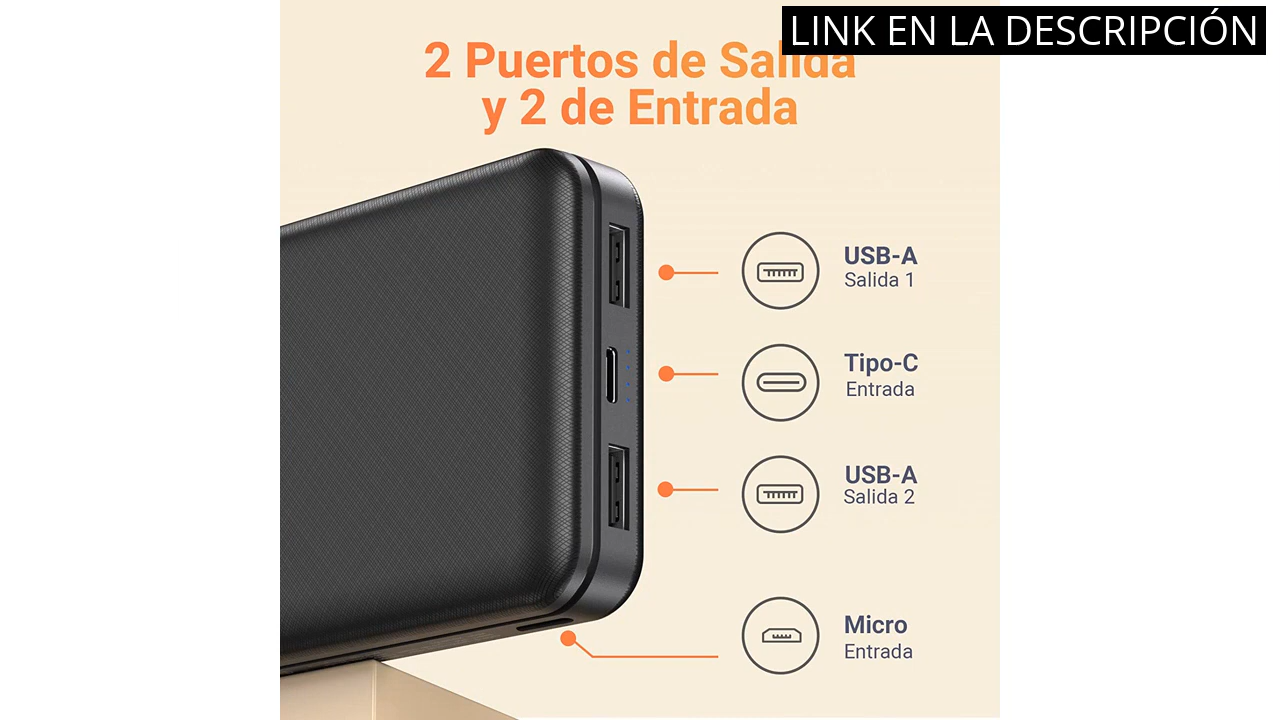 LINK EN LA DESCRIPCIÓN
2 Puertos de Salida
y 2 de Entrada
USB-A
Salida 1
Tipo-C
Entrada
USB-A
Salida 2
Micro
Entrada